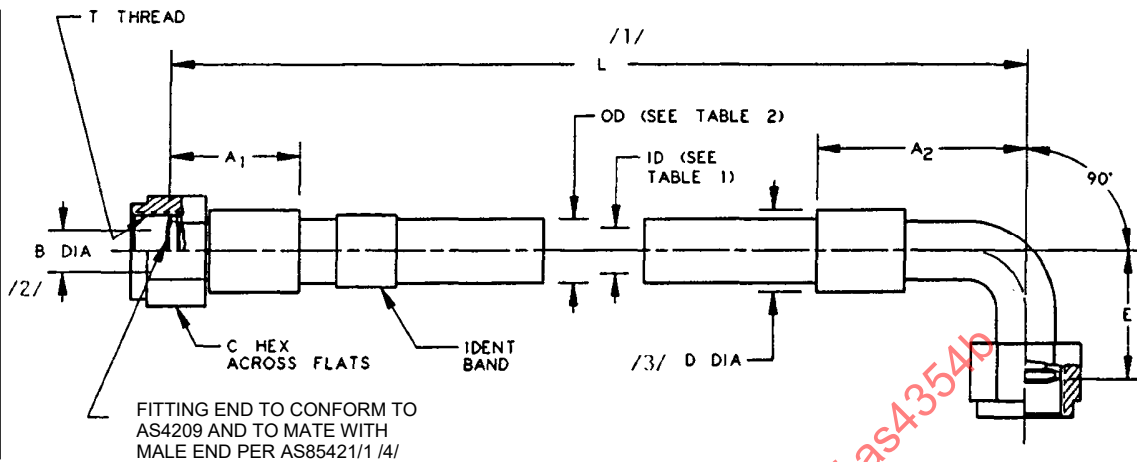 T THREAD
/1/
L
OD (SEE TABLE 2)
A1
ID (SEE
TABLE 1)
A2
90°
B DIA
/2/
E
C HEX
ACROSS FLATS
IDENT
BAND
/3/ D DIA
FITTING END TO CONFORM TO
AS4209 AND TO MATE WITH
MALE END PER AS85421/1 /4/
as4354b